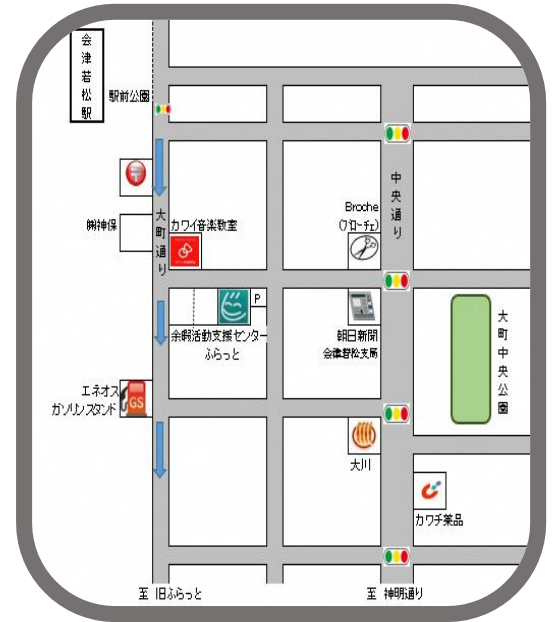 会津若松駅
駅前公園
㈱神保
大町通り
カワイ音楽教室
Broche
(ブローチェ)
中央通り
P
余暇活動支援センター
ふらっと
朝日新聞
会津若松支局
大町中央公園
エネオス
ガソリンスタンド
GS
大川
カワチ薬品
至 旧ふらっと
至 神明通り